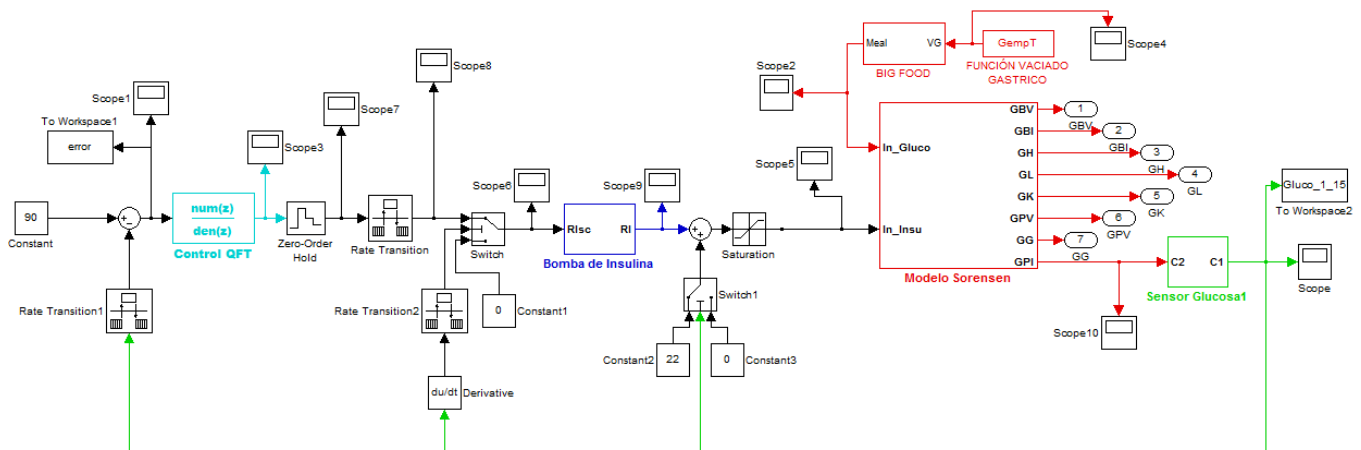 Meal
VG
BIG FOOD
GempT
FUNCIÓN VACIADO
GASTRICO
Scope4
Scope8
Scope2
Scope1
To Workspace1
error
Scope7
Scope3
90
Constant
num(z)
den(z)
Control QFT
Zero-Order
Hold
Rate Transition
Switch
Scope6
RIsc
RI
Bomba de Insulina
Scope9
Saturation
Scope5
In_Gluco
In_Insu
GBV
GBI
GH
GL
GK
GPV
GG
GPI
Modelo Sorensen
1
GBV
2
GBI
3
GH
4
GL
5
GK
6
GPV
7
GG
C2
C1
Sensor Glucosa1
Gluco_1_15
To Workspace2
Scope
Scope10
Rate Transition1
Rate Transition2
0
Constant1
Switch1
Constant2
22
0
Constant3
du/dt
Derivative